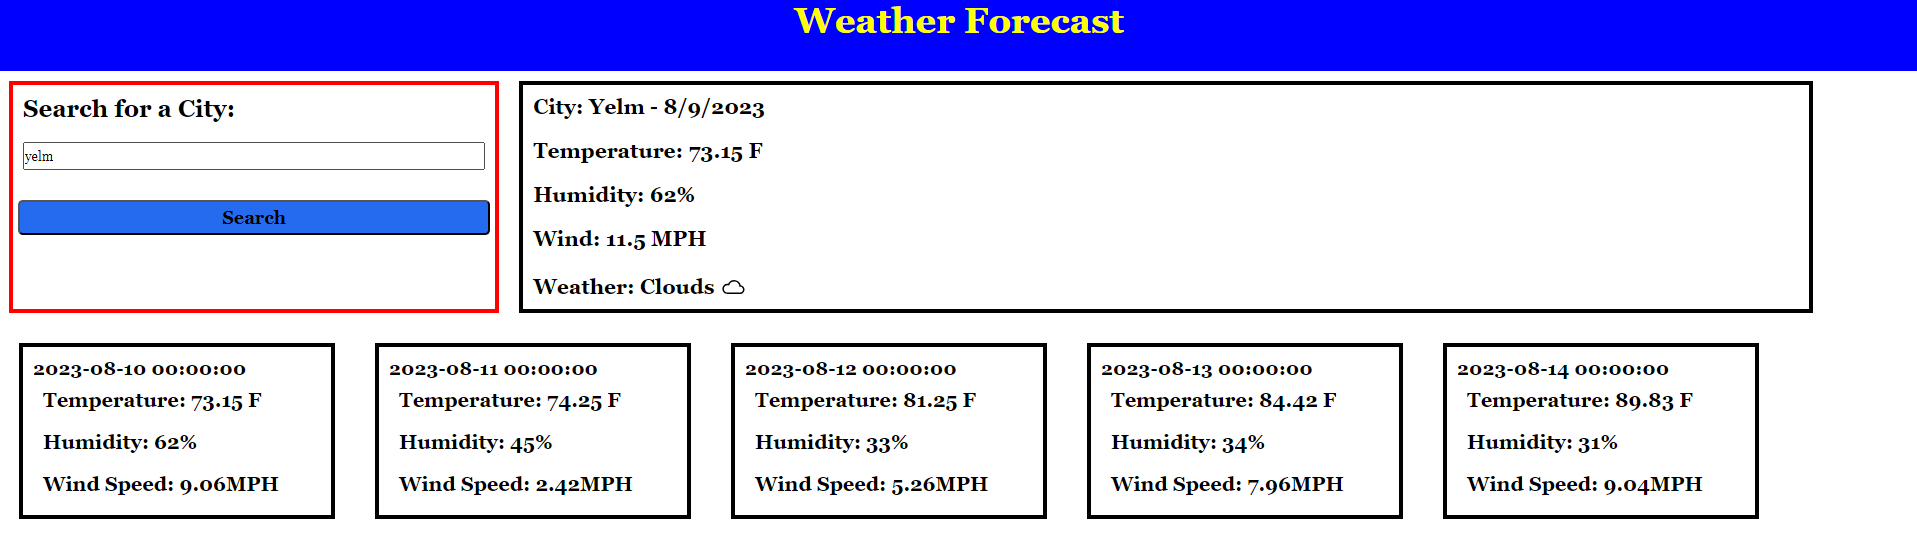 Weather Forecast
Search for a City:
yelm
Search
City: Yelm - 8/9/2023
Temperature: 73.15 F
Humidity: 62%
Wind: 11.5 MPH
Weather: Clouds
2023-08-10 00:00:00
Temperature: 73.15 F
Humidity: 62%
Wind Speed: 9.06MPH
2023-08-11 00:00:00
Temperature: 74.25 F
Humidity: 45%
Wind Speed: 2.42MPH
2023-08-12 00:00:00
Temperature: 81.25 F
Humidity: 33%
Wind Speed: 5.26MPH
2023-08-13 00:00:00
Temperature: 84.42 F
Humidity: 34%
Wind Speed: 7.96MPH
2023-08-14 00:00:00
Temperature: 89.83 F
Humidity: 31%
Wind Speed: 9.04MPH